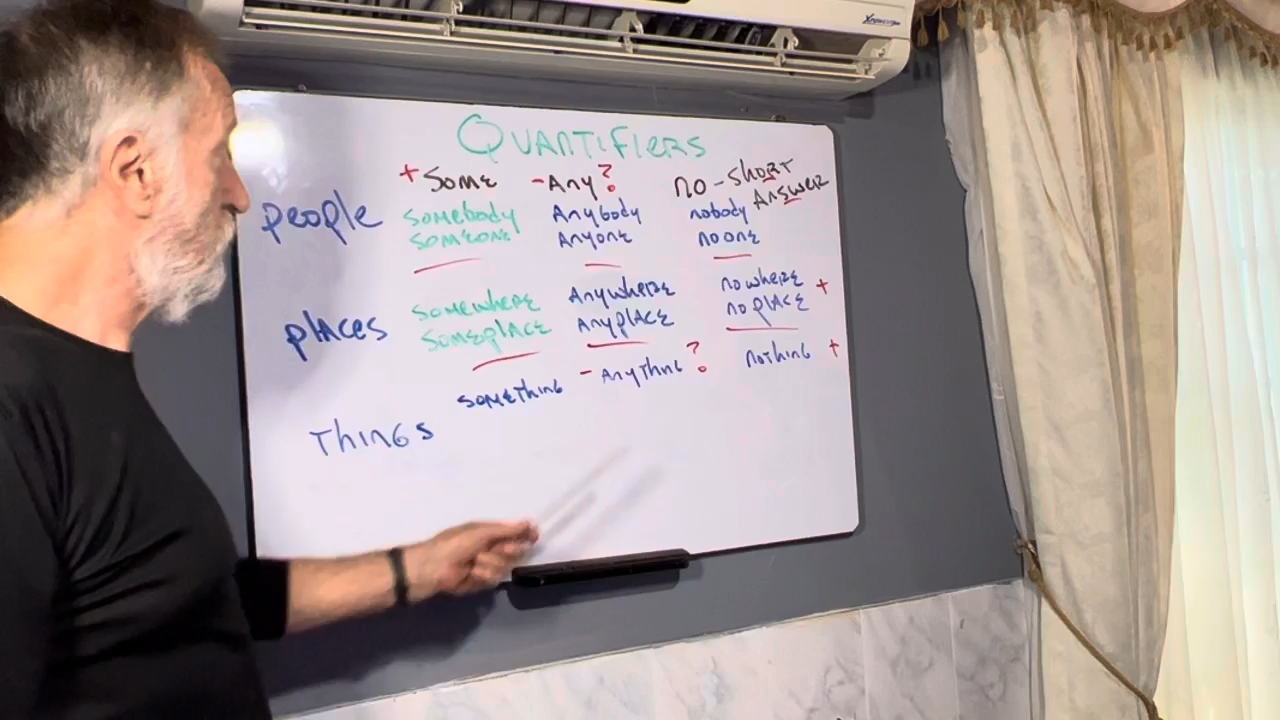 QUANTIFIERS
+ SOME - ANY ? NO - SHORT
ANSWER
people somebody Anybody nobody
SOMEONE ANYONE NO ONE
places SOMEWHERE ANYWHERE NOWHERE +
SOMEPLACE ANYPLACE NO PLACE
THINGS SOMETHING - ANYTHNG ? NOTHING +